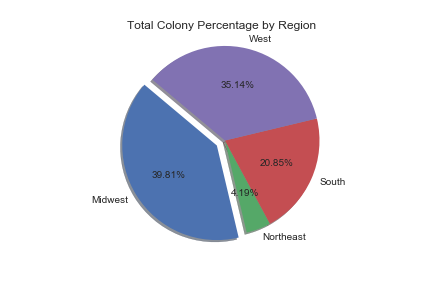 Total Colony Percentage by Region
West
35.14%
20.85%
39.81%
South
4.19%
Midwest
Northeast